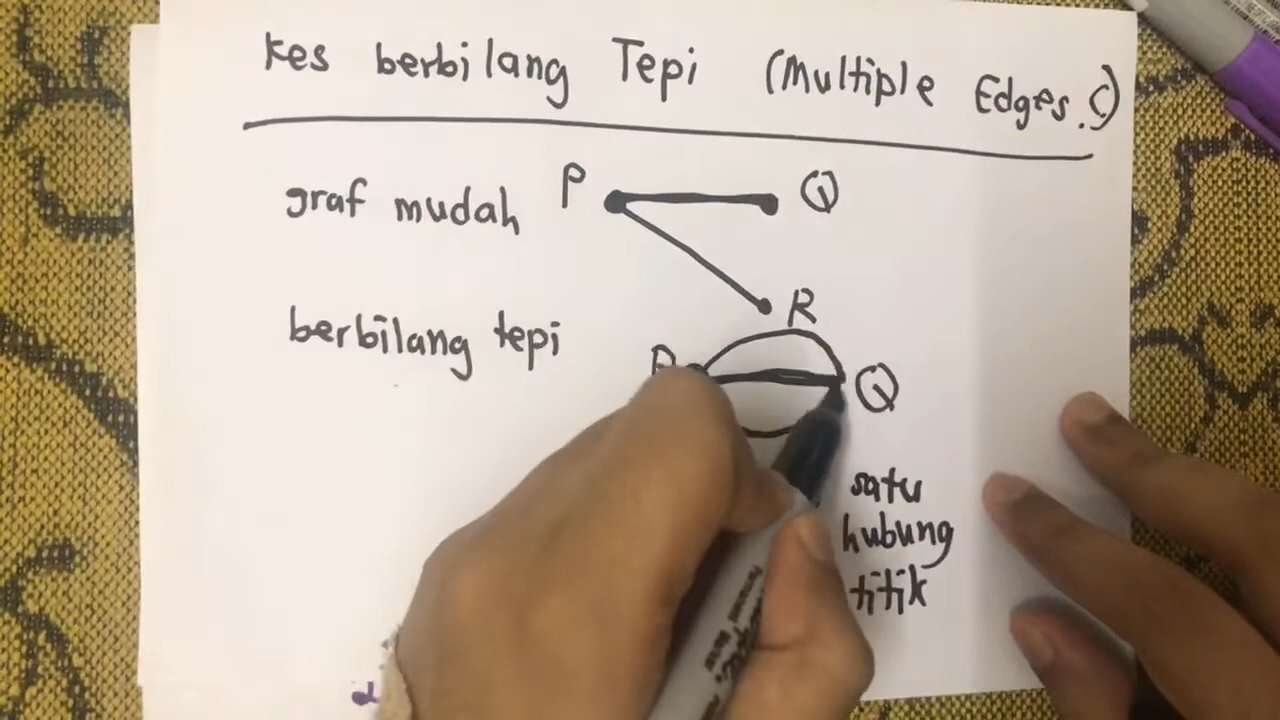 Kes berbilang Tepi (Multiple Edges.)
graf mudah P Q
R
berbilang tepi P Q
satu
hubung
titik